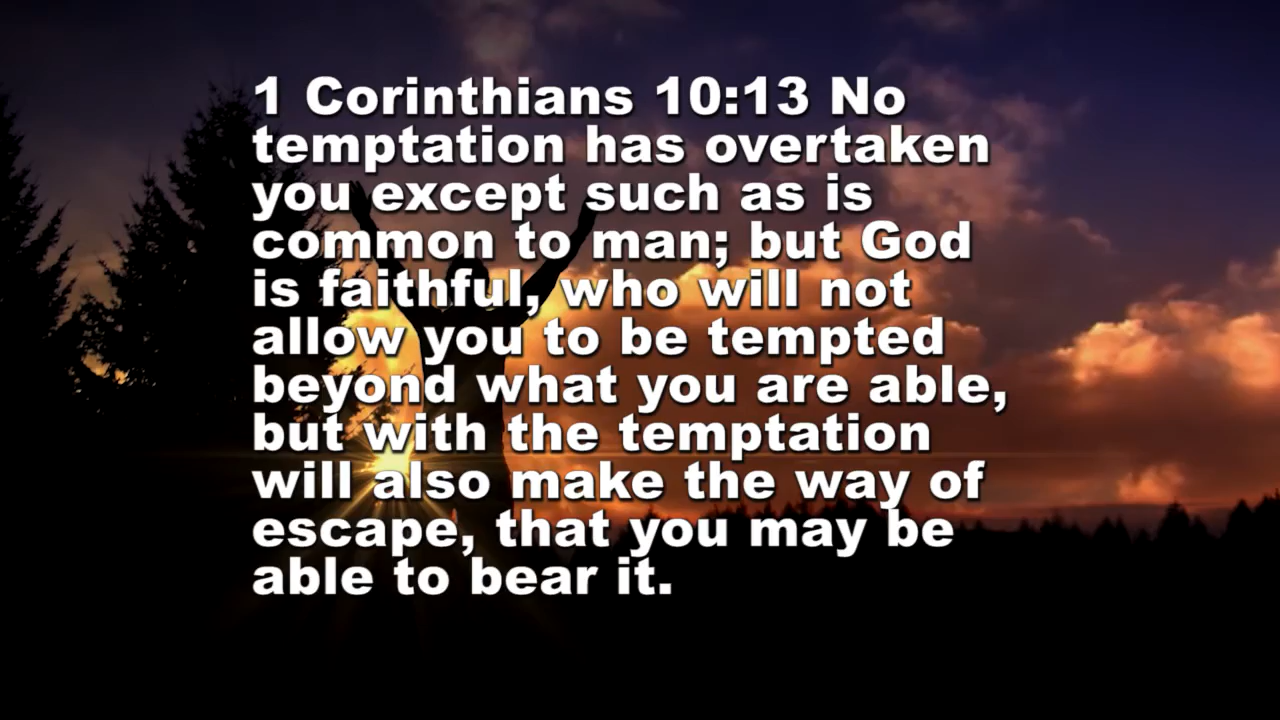 1 Corinthians 10:13 No
temptation has overtaken
you except such as is
common to man; but God
is faithful, who will not
allow you to be tempted
beyond what you are able,
but with the temptation
will also make the way of
escape, that you may be
able to bear it.